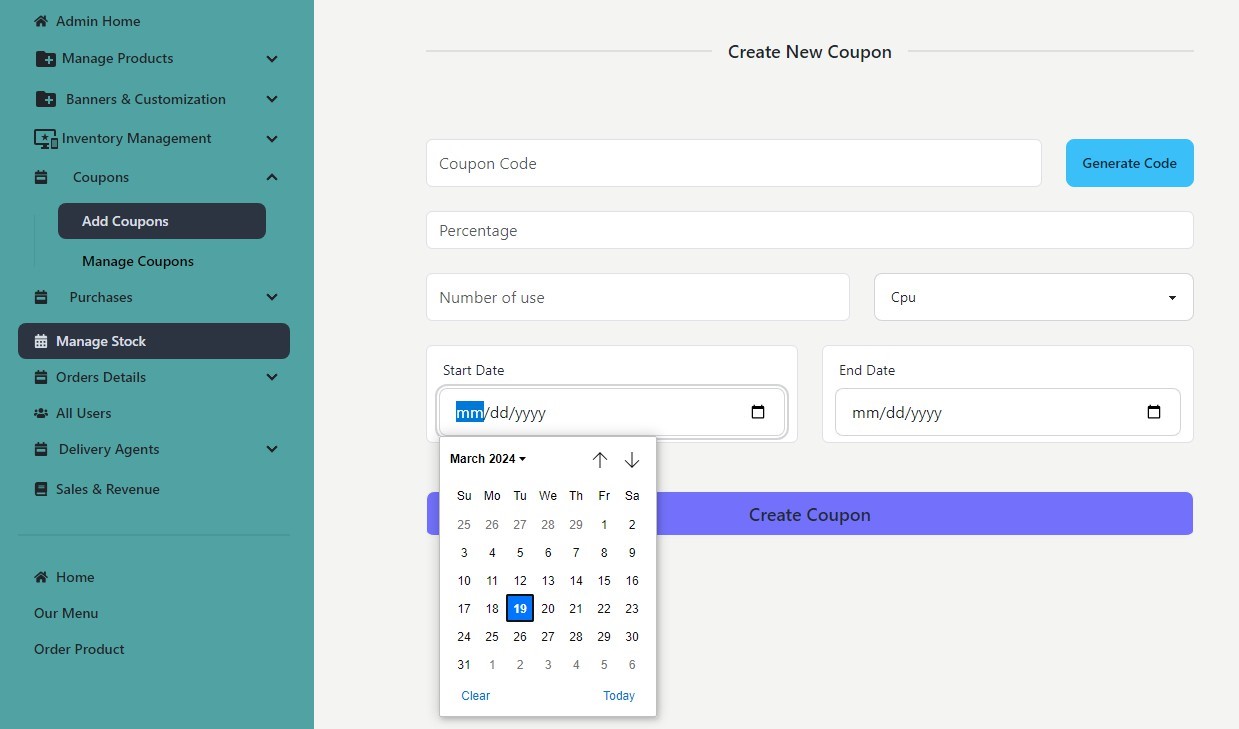 Admin Home
Manage Products
Banners & Customization
Inventory Management
Coupons
Add Coupons
Manage Coupons
Purchases
Manage Stock
Orders Details
All Users
Delivery Agents
Sales & Revenue
Home
Our Menu
Order Product
Create New Coupon
Coupon Code
Generate Code
Percentage
Number of use
Cpu
Start Date
mm/dd/yyyy
End Date
mm/dd/yyyy
March 2024
Su Mo Tu We Th Fr Sa
25 26 27 28 29 1 2
3 4 5 6 7 8 9
10 11 12 13 14 15 16
17 18 19 20 21 22 23
24 25 26 27 28 29 30
31 1 2 3 4 5 6
Clear Today
Create Coupon